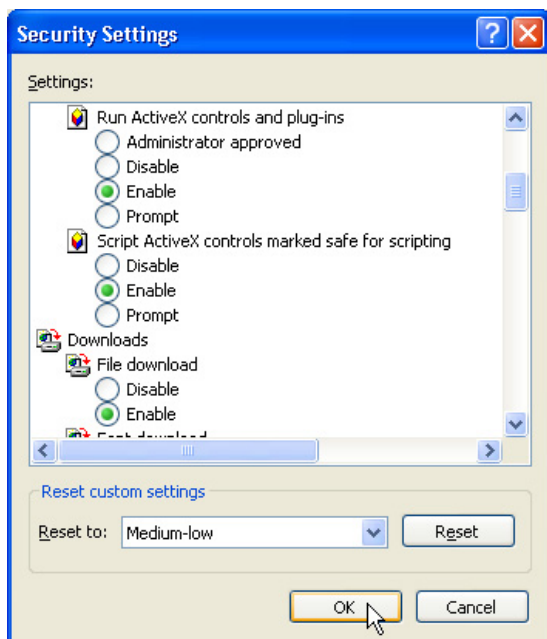 Security Settings
Settings:
Run ActiveX controls and plug-ins
Administrator approved
Disable
Enable
Prompt
Script ActiveX controls marked safe for scripting
Disable
Enable
Prompt
Downloads
File download
Disable
Enable
Font download
Reset custom settings
Reset to: Medium-low Reset
OK Cancel